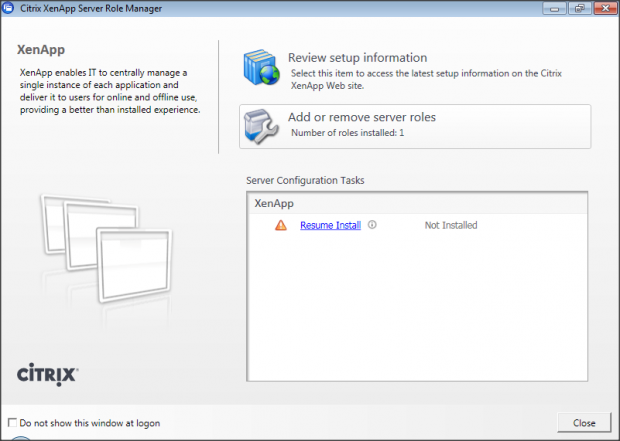 Citrix XenApp Server Role Manager
XenApp
XenApp enables IT to centrally manage a
single instance of each application and
deliver it to users for online and offline use,
providing a better than installed experience.
Review setup information
Select this item to access the latest setup information on the Citrix
XenApp Web site.
Add or remove server roles
Number of roles installed: 1
Server Configuration Tasks
XenApp
Resume Install Not Installed
CITRIX
Do not show this window at logon
Close